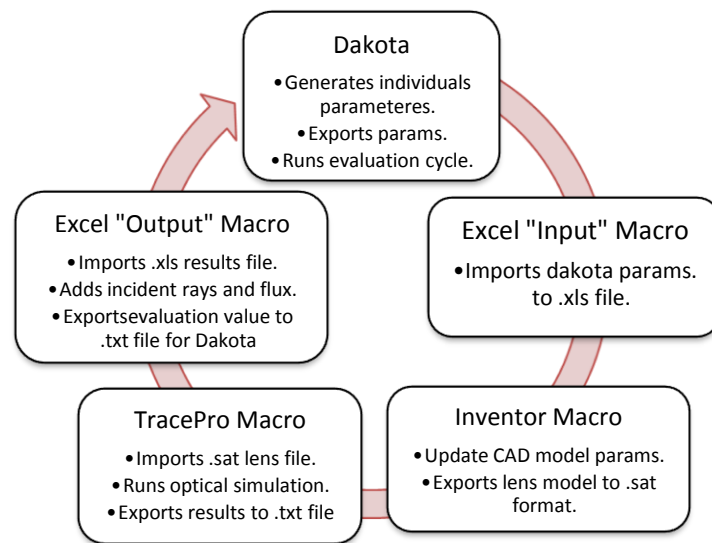 Dakota
•Generates individuals
parameteres.
•Exports params.
•Runs evaluation cycle.
Excel "Input" Macro
•Imports dakota params.
to .xls file.
Inventor Macro
• Update CAD model params.
• Exports lens model to .sat
format.
TracePro Macro
• Imports .sat lens file.
• Runs optical simulation.
• Exports results to .txt file
Excel "Output" Macro
•Imports .xls results file.
•Adds incident rays and flux.
•Exportsevaluation value to
.txt file for Dakota